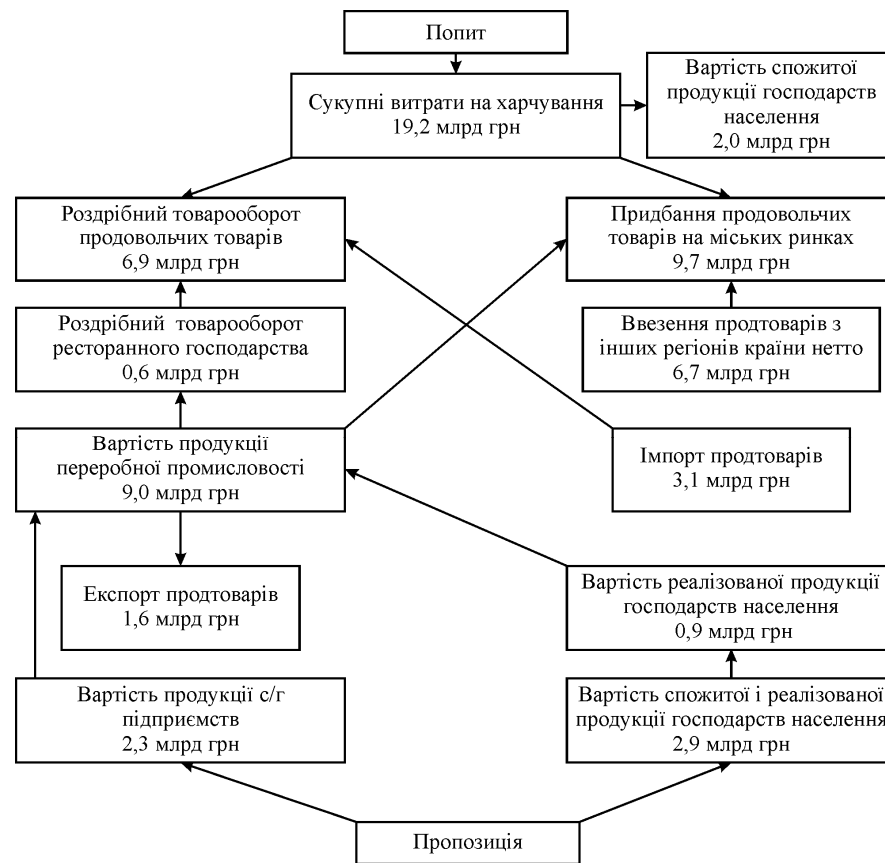 Попит
Сукупні витрати на харчування
19,2 млрд грн
Вартість спожитої
продукції господарств
населення
2,0 млрд грн
Роздрібний товарооборот
продовольчих товарів
6,9 млрд грн
Придбання продовольчих
товарів на міських ринках
9,7 млрд грн
Роздрібний товарооборот
ресторанного господарства
0,6 млрд грн
Ввезення продтоварів з
інших регіонів країни нетто
6,7 млрд грн
Вартість продукції
переробної промисловості
9,0 млрд грн
Імпорт продтоварів
3,1 млрд грн
Експорт продтоварів
1,6 млрд грн
Вартість реалізованої продукції
господарств населення
0,9 млрд грн
Вартість продукції с/г
підприємств
2,3 млрд грн
Вартість спожитої і реалізованої
продукції господарств населення
2,9 млрд грн
Пропозиція